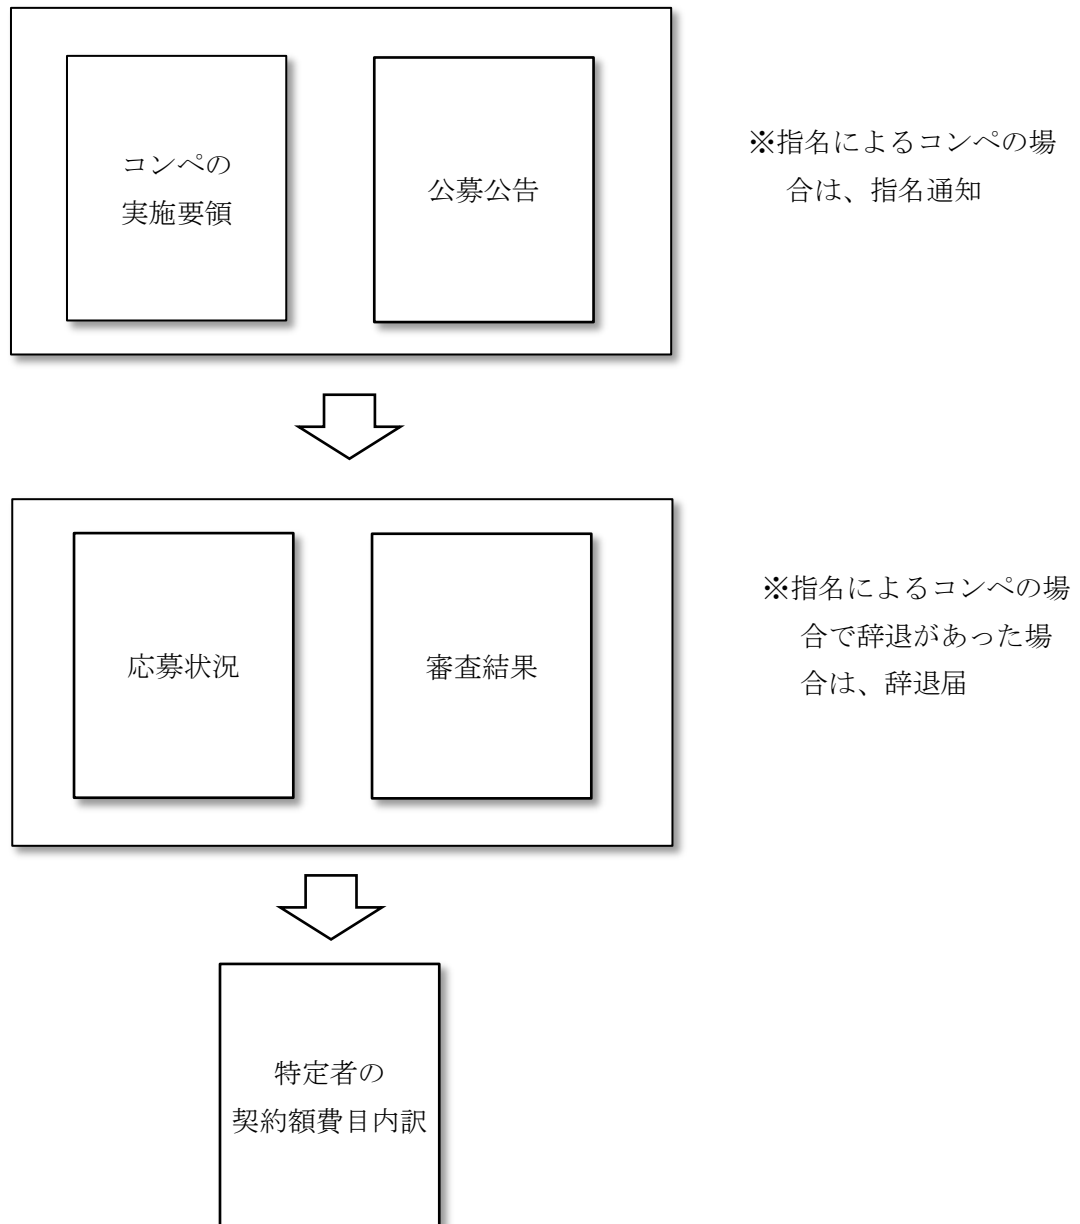 コンペの
実施要領
公募公告
※指名によるコンペの場
合は、指名通知
応募状況
審査結果
※指名によるコンペの場
合で辞退があった場
合は、辞退届
特定者の
契約額費目内訳